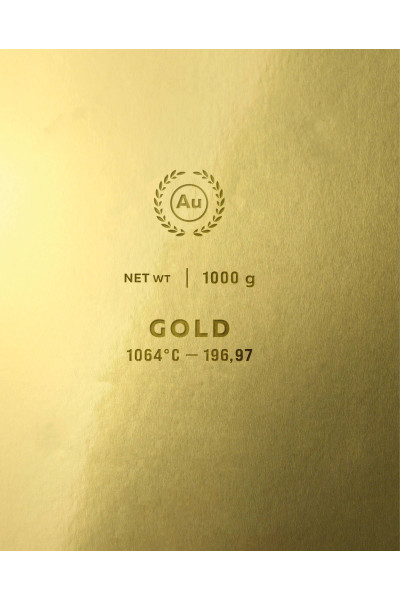 Au
NET WT | 1000 g
GOLD
1064°C — 196,97